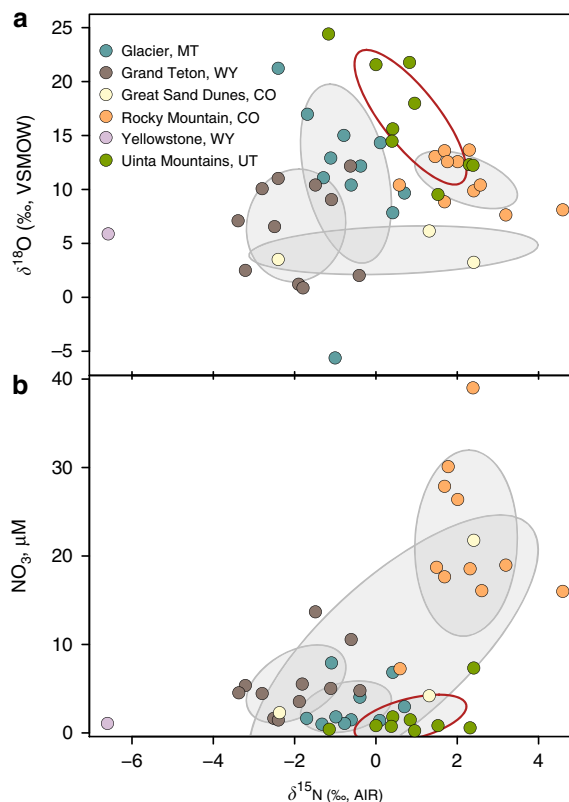 a
25
20
15
10
5
0
−5
δ18O (‰, VSMOW)
Glacier, MT
Grand Teton, WY
Great Sand Dunes, CO
Rocky Mountain, CO
Yellowstone, WY
Uinta Mountains, UT
b
40
30
20
10
0
NO3, μM
−6 −4 −2 0 2 4
δ15N (‰, AIR)